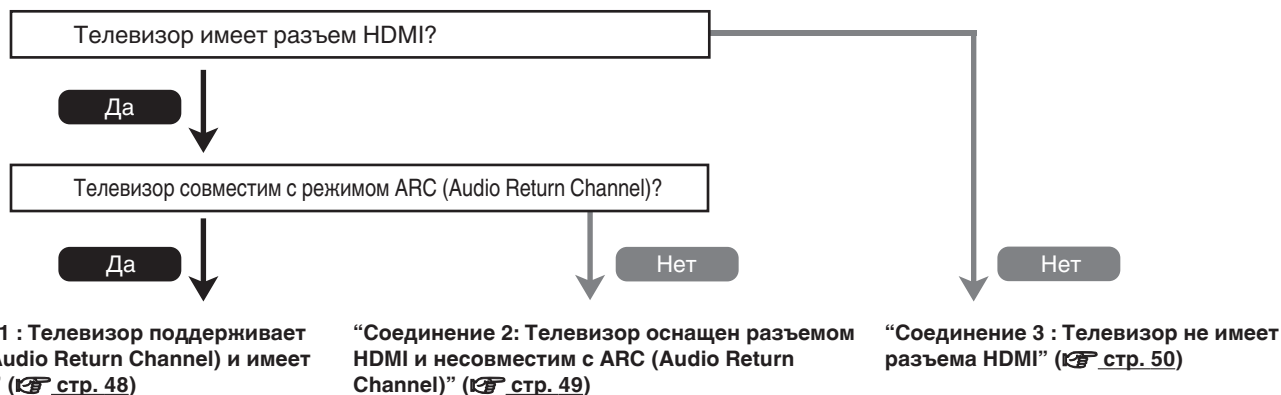 Телевизор имеет разъем HDMI?
Да
Телевизор совместим с режимом ARC (Audio Return Channel)?
Да
Нет
Нет
1 : Телевизор поддерживает
Audio Return Channel) и имеет
” (☞ стр. 48)
“Соединение 2: Телевизор оснащен разъемом
HDMI и несовместим с ARC (Audio Return
Channel)” (☞ стр. 49)
“Соединение 3 : Телевизор не имеет
разъема HDMI” (☞ стр. 50)